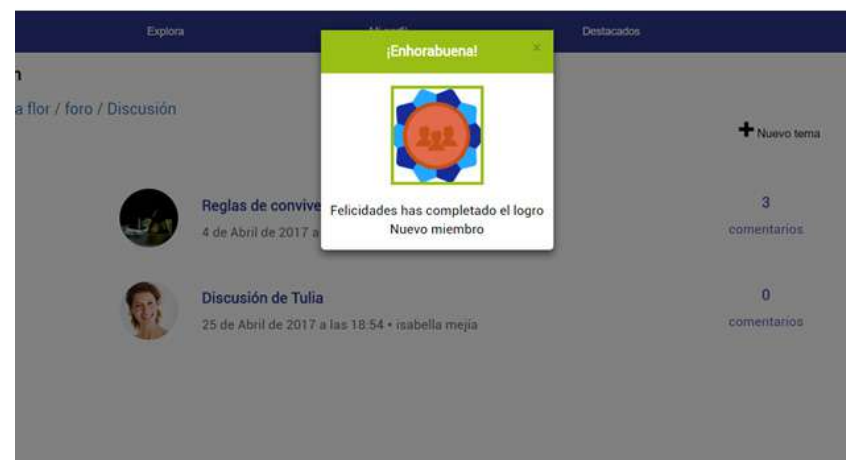 Explora
Destacados
¡Enhorabuena!
×
n
a flor / foro / Discusión
Nuevo tema
Felicidades has completado el logro
Nuevo miembro
Reglas de convive
3
4 de Abril de 2017 a
comentarios
Discusión de Tulia
0
25 de Abril de 2017 a las 18:54 • isabella mejía
comentarios